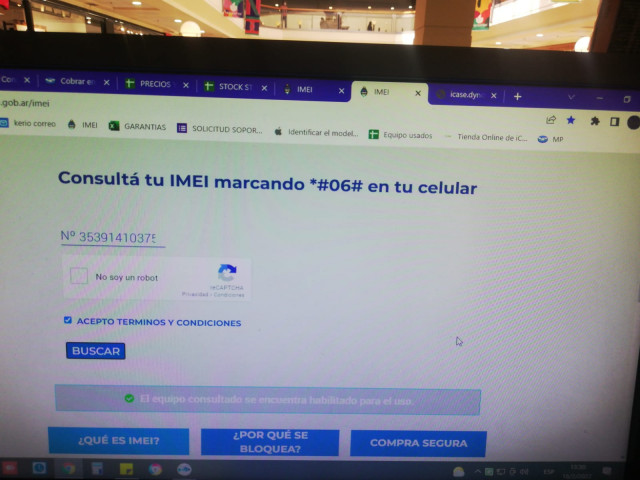 Cobrar en
PRECIOS
STOCK S
IMEI
IMEI
icase.dyn
.gob.ar/imei
kerio correo
IMEI
GARANTIAS
SOLICITUD SOPOR...
Identificar el model...
Equipo usados
Tienda Online de iC...
MP
Consultá tu IMEI marcando *#06# en tu celular
Nº 35391410375
No soy un robot
reCAPTCHA
Privacidad - Condiciones
ACEPTO TERMINOS Y CONDICIONES
BUSCAR
El equipo consultado se encuentra habilitado para el uso.
¿QUÉ ES IMEI?
¿POR QUÉ SE
BLOQUEA?
COMPRA SEGURA
ESP